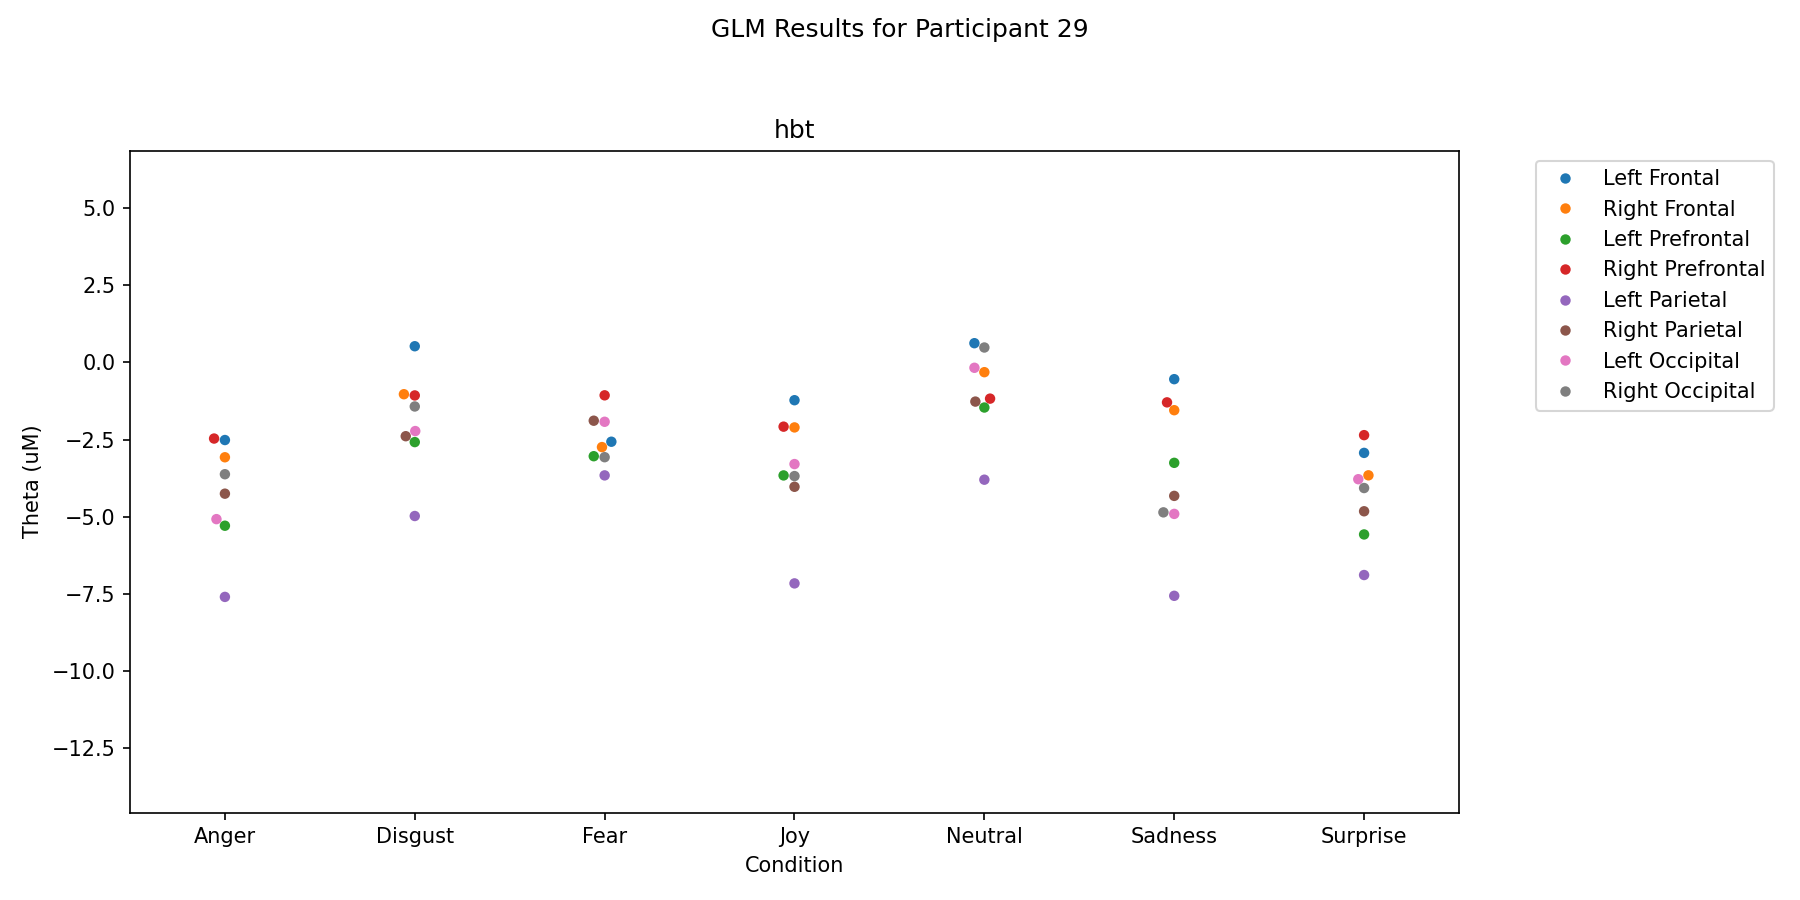 GLM Results for Participant 29
hbt
Theta (uM)
5.0
2.5
0.0
−2.5
−5.0
−7.5
−10.0
−12.5
Anger
Disgust
Fear
Joy
Neutral
Sadness
Surprise
Condition
Left Frontal
Right Frontal
Left Prefrontal
Right Prefrontal
Left Parietal
Right Parietal
Left Occipital
Right Occipital